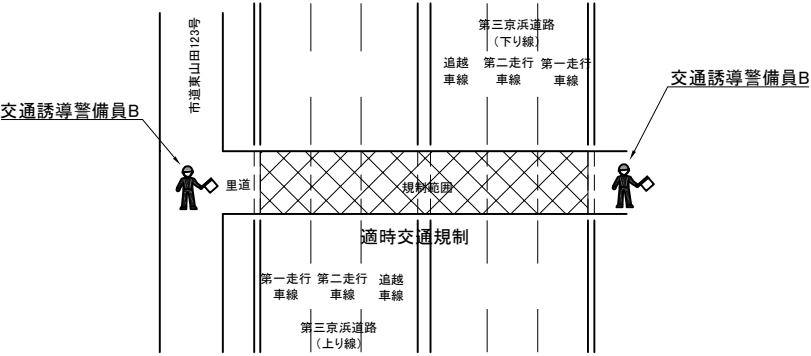 第三京浜道路
(下り線)
追越
車線
第二走行
車線
第一走行
車線
市道東山田123号
交通誘導警備員B
交通誘導警備員B
里道
規制範囲
適時交通規制
第一走行
車線
第二走行
車線
追越
車線
第三京浜道路
(上り線)